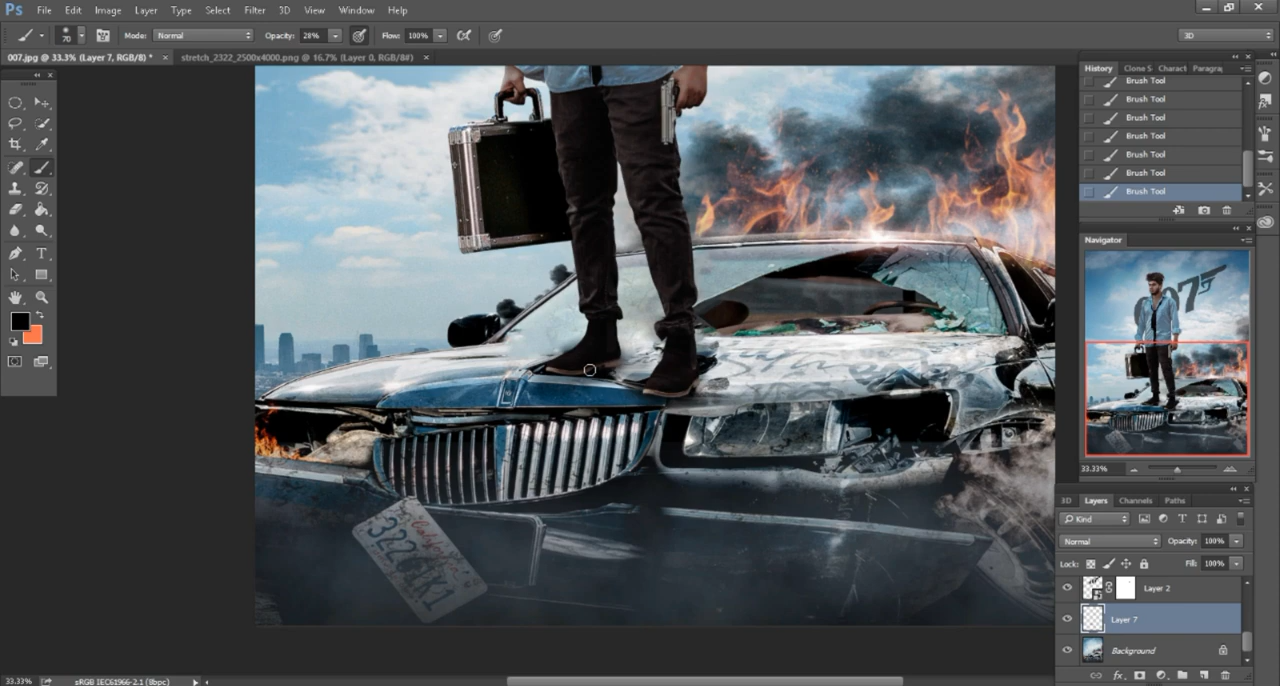 Ps File Edit Image Layer Type Select Filter 3D View Window Help
70 Mode: Normal Opacity: 28% Flow: 100% 3D
007.jpg @ 33.3% (Layer 7, RGB/8) * × stretch_2322_2500x4000.png @ 16.7% (Layer 0, RGB/8#) ×
History Clone S Charact Paragra
Brush Tool
Brush Tool
Brush Tool
Brush Tool
Brush Tool
Brush Tool
Brush Tool
Navigator
007
33.33%
3D Layers Channels Paths
Kind
Normal Opacity: 100%
Lock: Fill: 100%
Layer 2
Layer 7
Background
33.33% sRGB IEC61966-2.1 (8bpc)